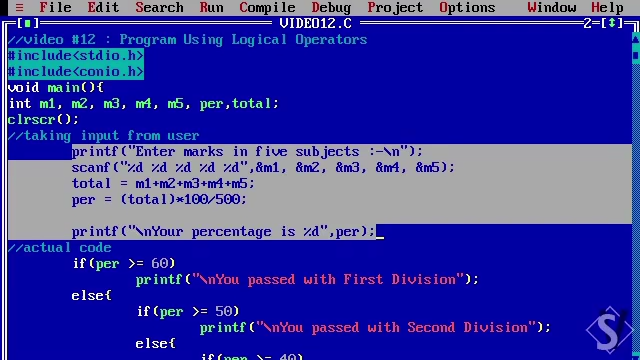 ≡ File Edit Search Run Compile Debug Project Options Window Help
[■] VIDEO12.C 2=[↕]
//video #12 : Program Using Logical Operators
#include<stdio.h>
#include<conio.h>
void main(){
int m1, m2, m3, m4, m5, per,total;
clrscr();
//taking input from user
printf("Enter marks in five subjects :-\n");
scanf("%d %d %d %d %d",&m1, &m2, &m3, &m4, &m5);
total = m1+m2+m3+m4+m5;
per = (total)*100/500;
printf("\nYour percentage is %d",per);
//actual code
if(per >= 60)
printf("\nYou passed with First Division");
else{
if(per >= 50)
printf("\nYou passed with Second Division");
else{
if(per >= 40)